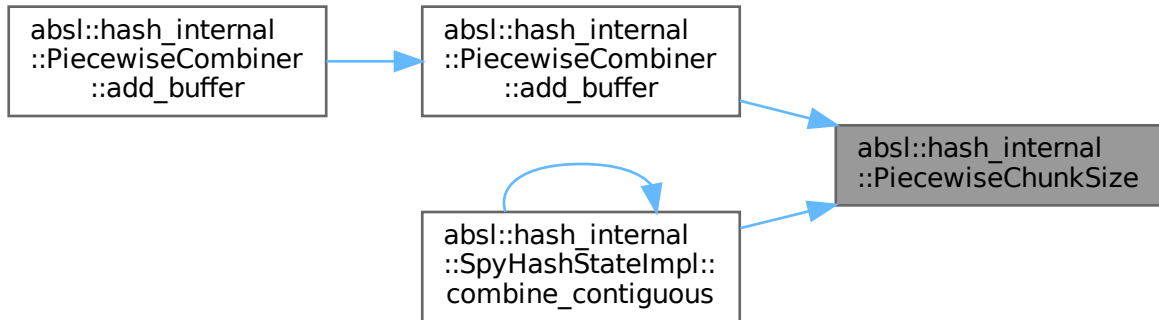 absl::hash_internal
::PiecewiseCombiner
::add_buffer
absl::hash_internal
::PiecewiseCombiner
::add_buffer
absl::hash_internal
::PiecewiseChunkSize
absl::hash_internal
::SpyHashStateImpl::
combine_contiguous